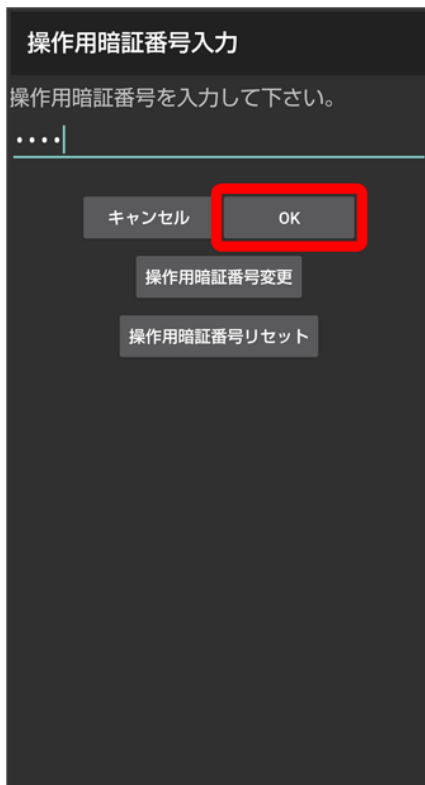 操作用暗証番号入力
操作用暗証番号を入力して下さい。
••••
キャンセル OK
操作用暗証番号変更
操作用暗証番号リセット